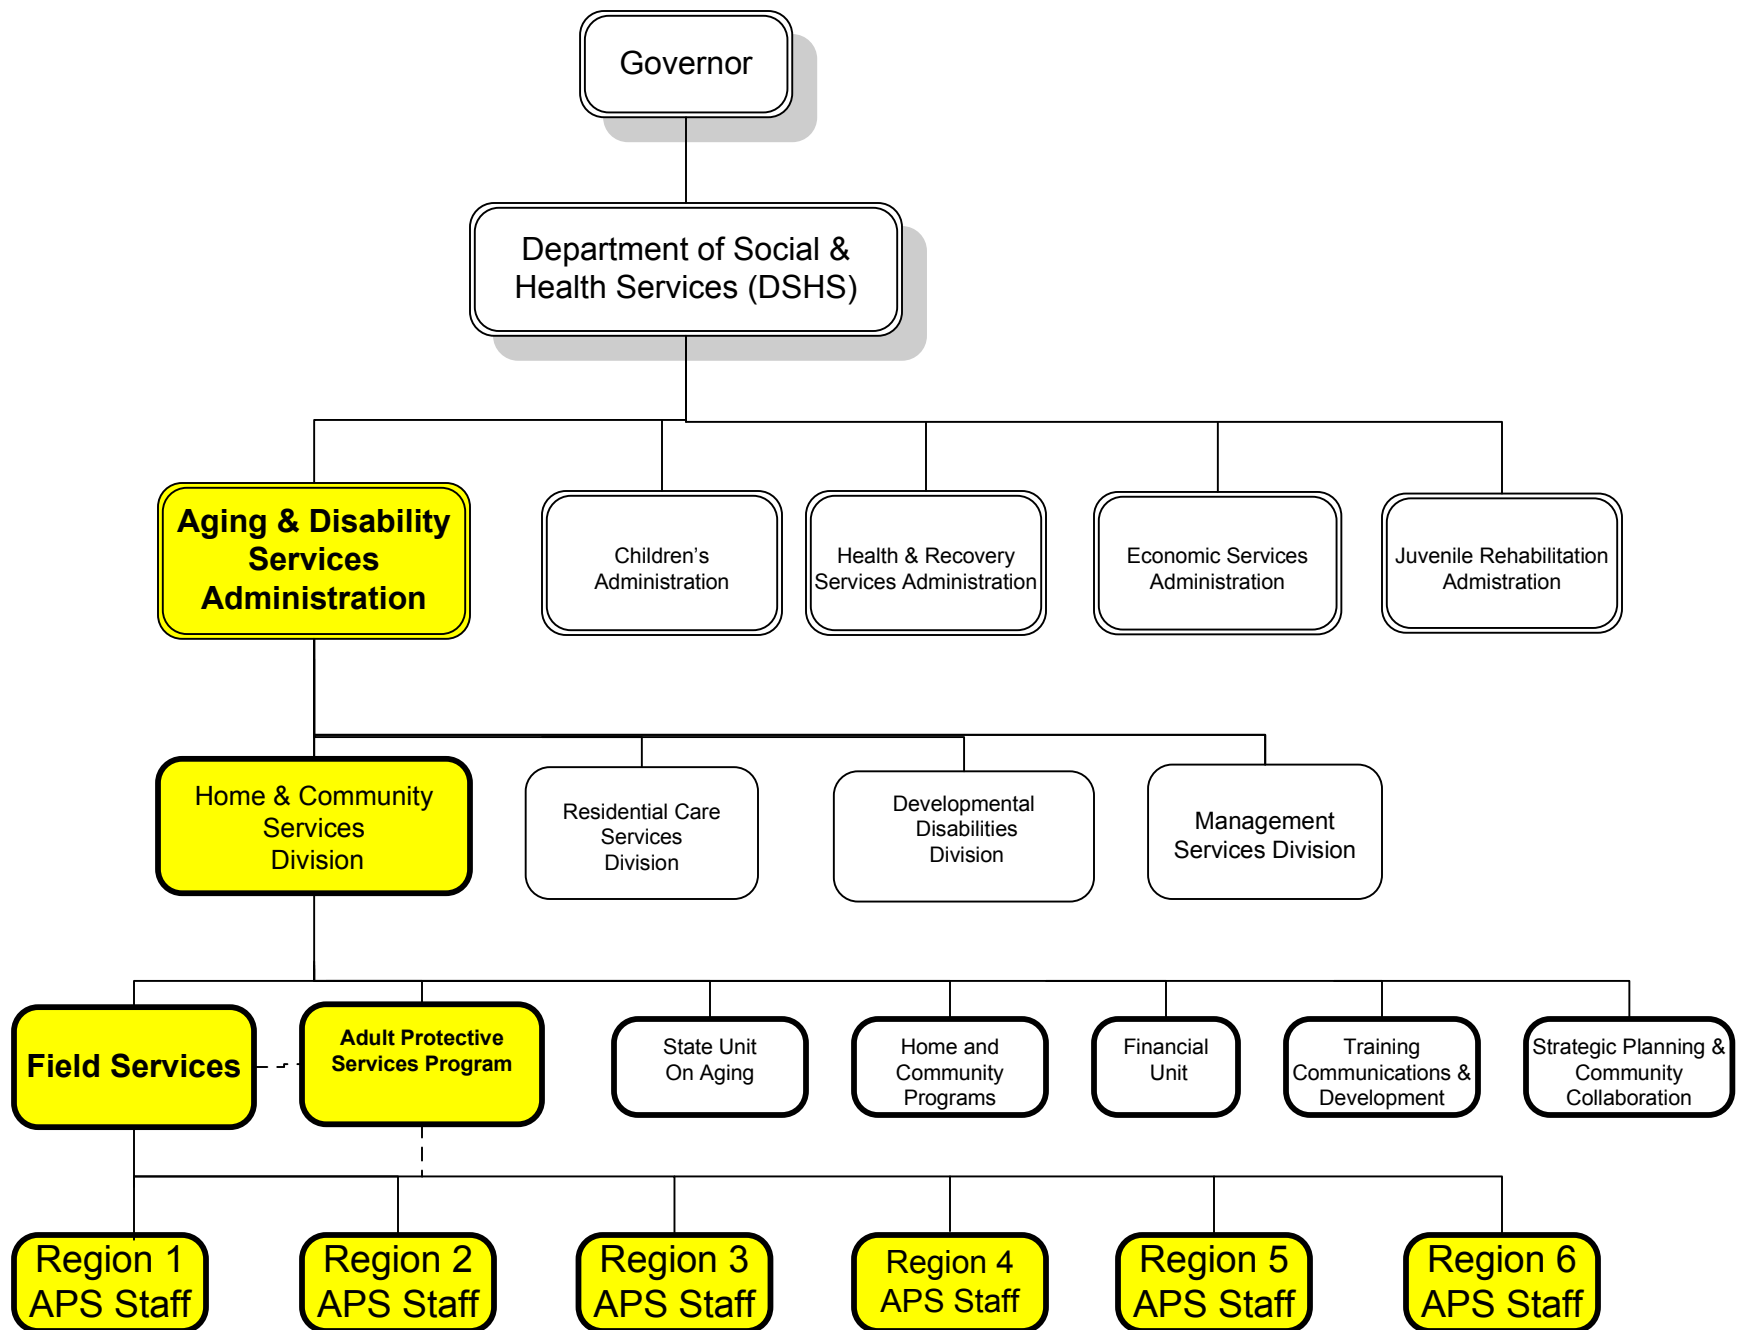 Governor
Department of Social &
Health Services (DSHS)
Aging & Disability
Services
Administration
Children’s
Administration
Health & Recovery
Services Administration
Economic Services
Administration
Juvenile Rehabilitation
Admistration
Home & Community
Services
Division
Residential Care
Services
Division
Developmental
Disabilities
Division
Management
Services Division
Field Services
Adult Protective
Services Program
State Unit
On Aging
Home and
Community
Programs
Financial
Unit
Training
Communications &
Development
Strategic Planning &
Community
Collaboration
Region 1
APS Staff
Region 2
APS Staff
Region 3
APS Staff
Region 4
APS Staff
Region 5
APS Staff
Region 6
APS Staff